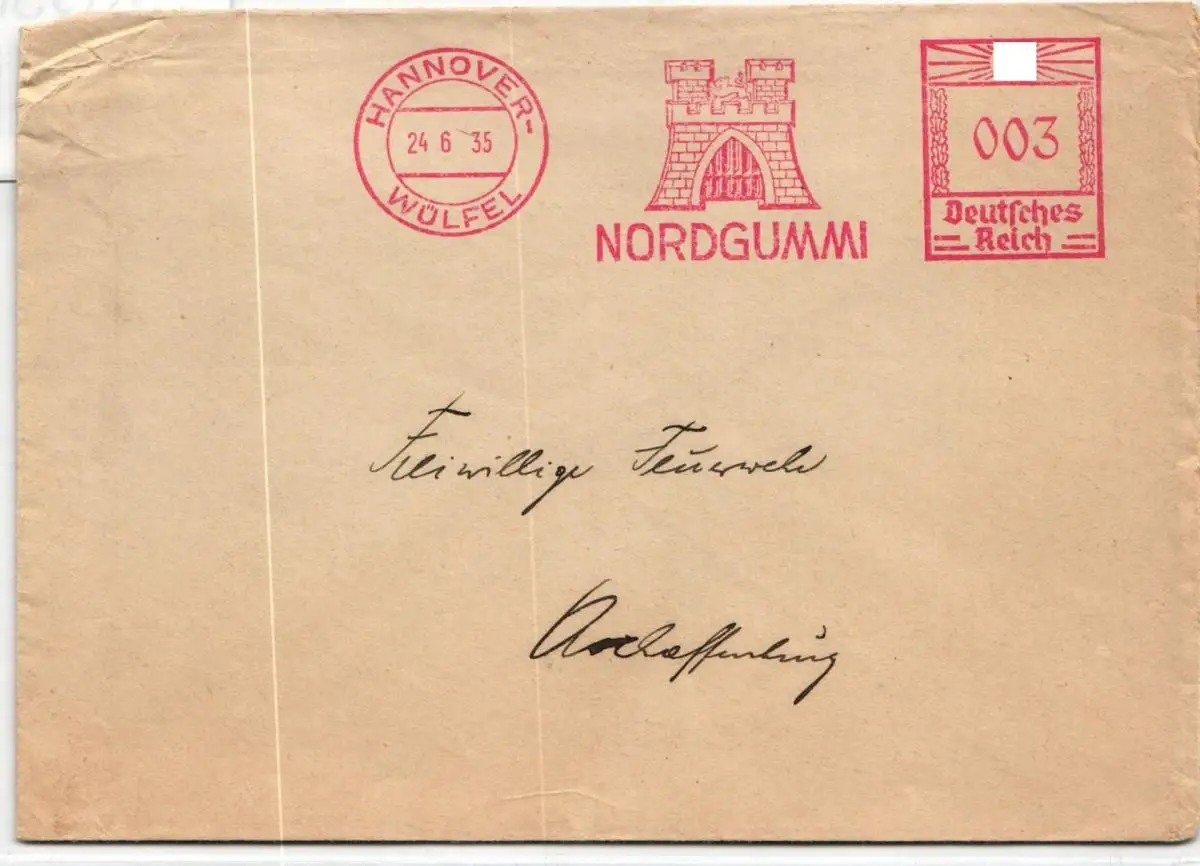 HANNOVER-
WÜLFEL
24 6 35
NORDGUMMI
003
Deutsches
Reich
Freiwillige Feuerwehr
Aschaffenburg